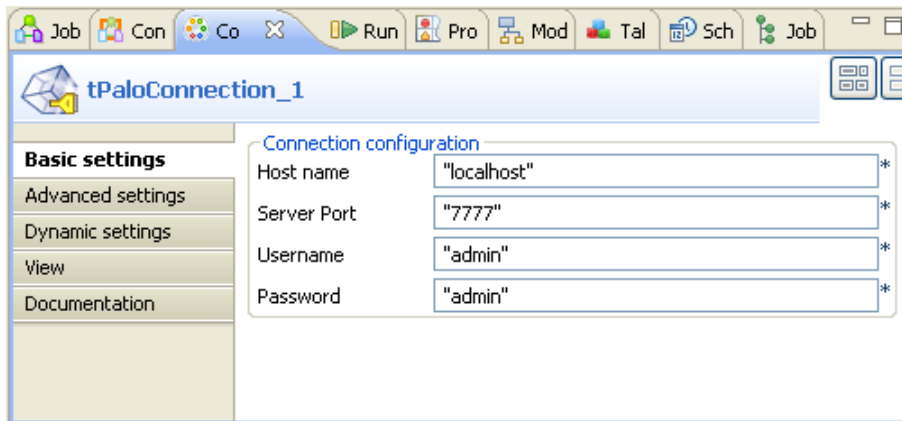 Job Con Co Run Pro Mod Tal Sch Job
tPaloConnection_1
Connection configuration
Basic settings
Host name "localhost" *
Advanced settings
Server Port "7777" *
Dynamic settings
Username "admin" *
View
Password "admin" *
Documentation